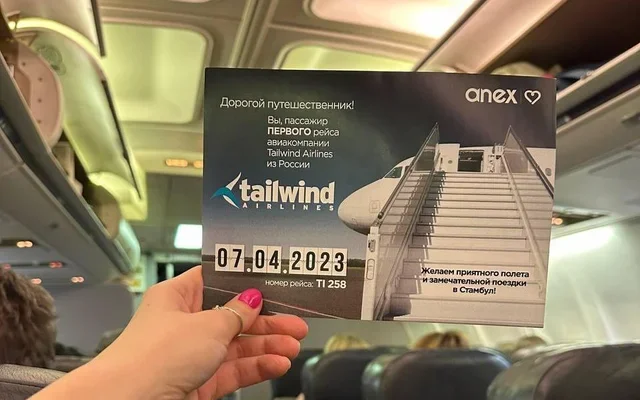 Дорогой путешественник!
anex
Вы, пассажир
ПЕРВОГО рейса
авиакомпании
Tailwind Airlines
из России
tailwind
AIRLINES
07.04.2023
номер рейса: TI 258
Желаем приятного полета
и замечательной поездки
в Стамбул!